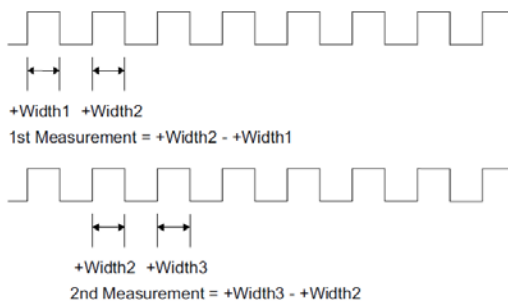 +Width1 +Width2
1st Measurement = +Width2 - +Width1
+Width2 +Width3
2nd Measurement = +Width3 - +Width2